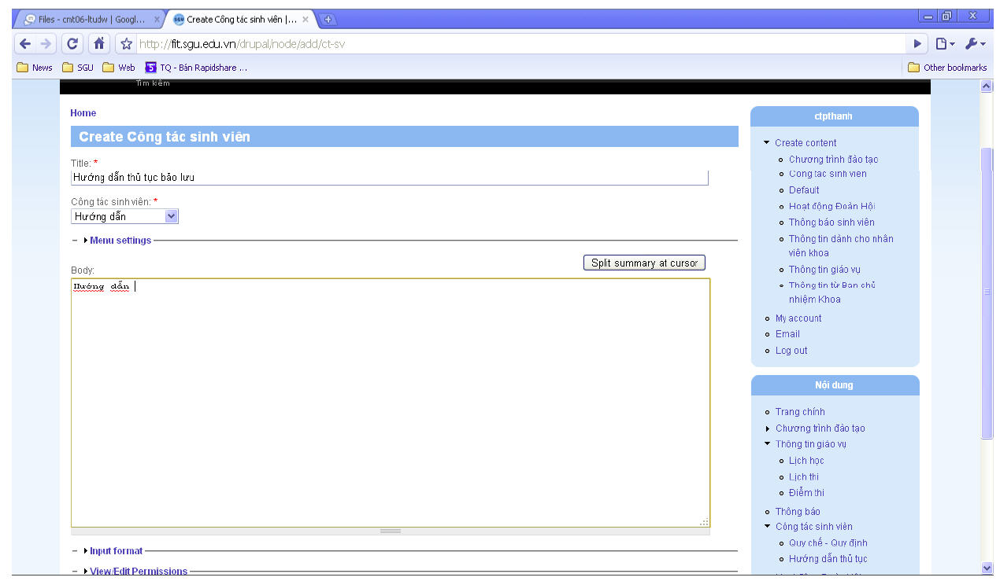 Files - cmt06-ltudw | Googl...
Create Công tác sinh viên |...
http://fit.sgu.edu.vn/drupal/node/add/ct-sv
News SGU Web TQ - Bán Rapidshare ... Other bookmarks
Tìm kiếm
Home
Create Công tác sinh viên
Title: *
Hướng dẫn thủ tục bảo lưu
Công tác sinh viên: *
Hướng dẫn
Menu settings
Split summary at cursor
Body:
Hướng dẫn
Input format
View/Edit Permissions
ctpthanh
Create content
Chương trình đào tạo
Công tác sinh viên
Default
Hoạt động Đoàn Hội
Thông báo sinh viên
Thông tin dành cho nhân
viên khoa
Thông tin giáo vụ
Thông tin từ Ban chủ
nhiệm Khoa
My account
Email
Log out
Nội dung
Trang chính
Chương trình đào tạo
Thông tin giáo vụ
Lịch học
Lịch thi
Điểm thi
Thông báo
Công tác sinh viên
Quy chế - Quy định
Hướng dẫn thủ tục